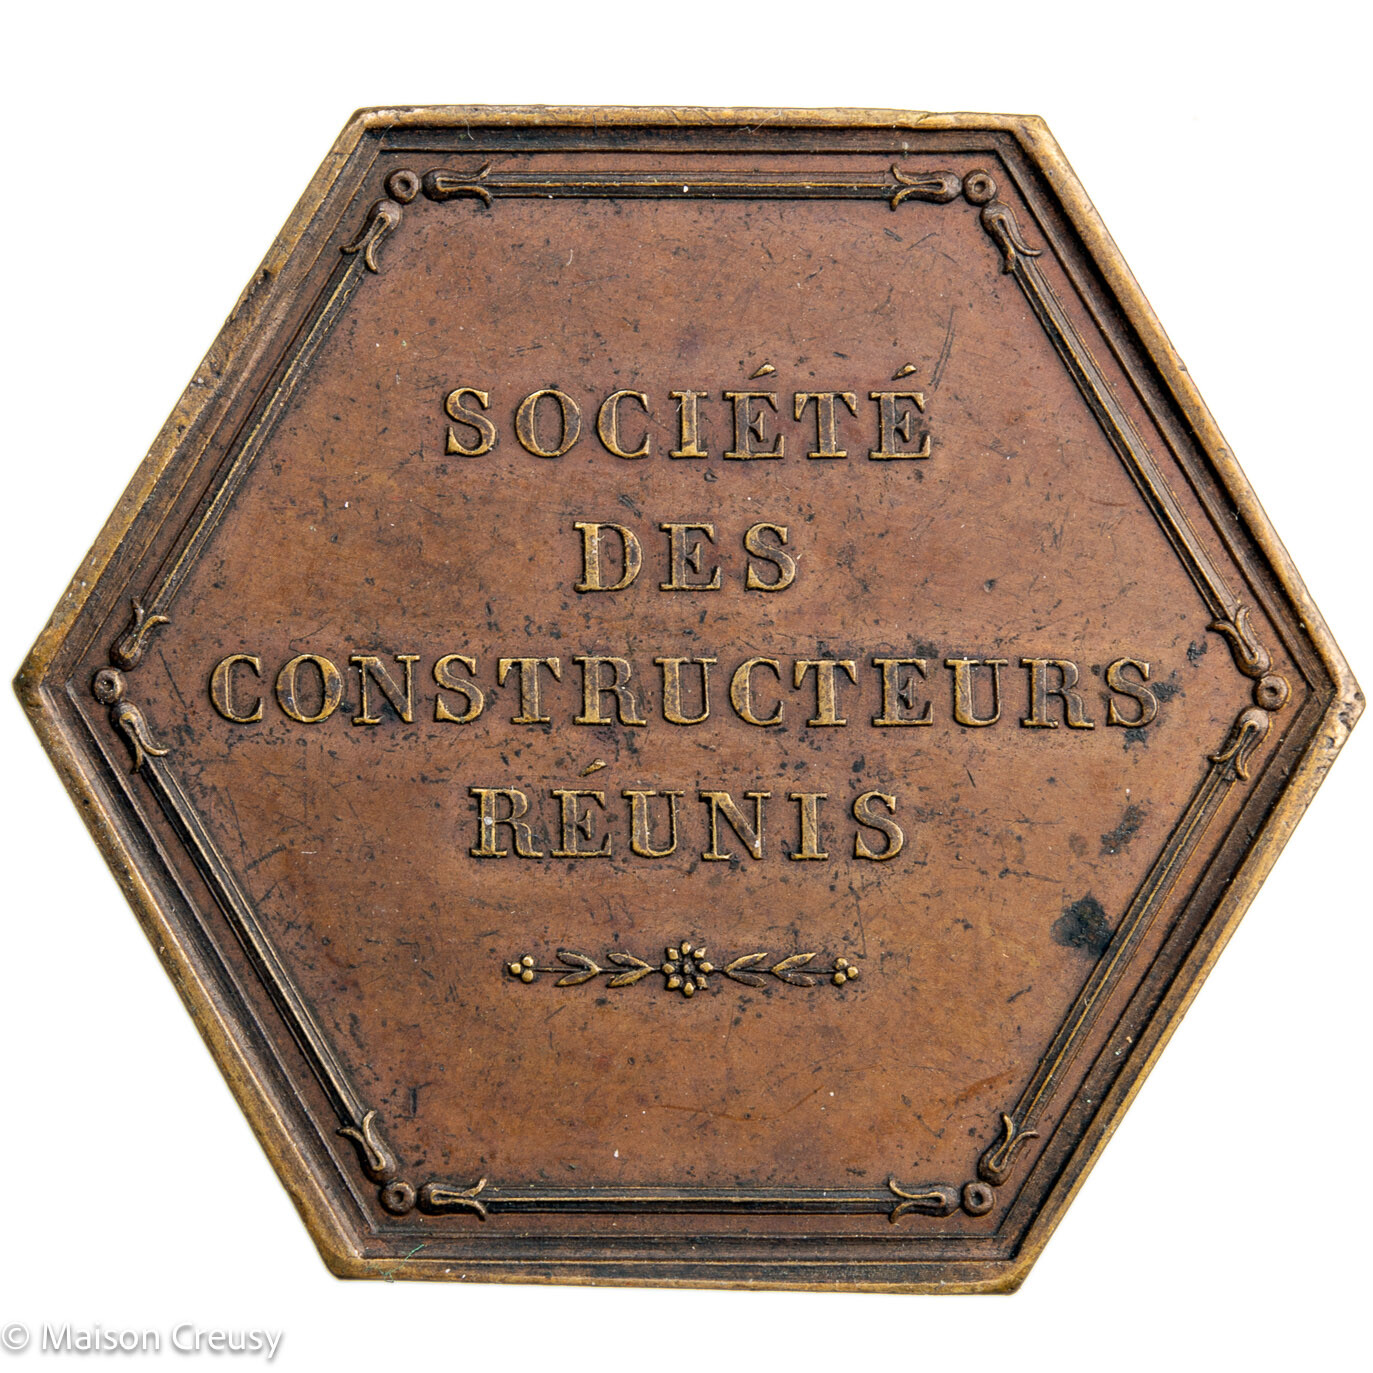 SOCIÉTÉ
DES
CONSTRUCTEURS
RÉUNIS
© Maison Creusy